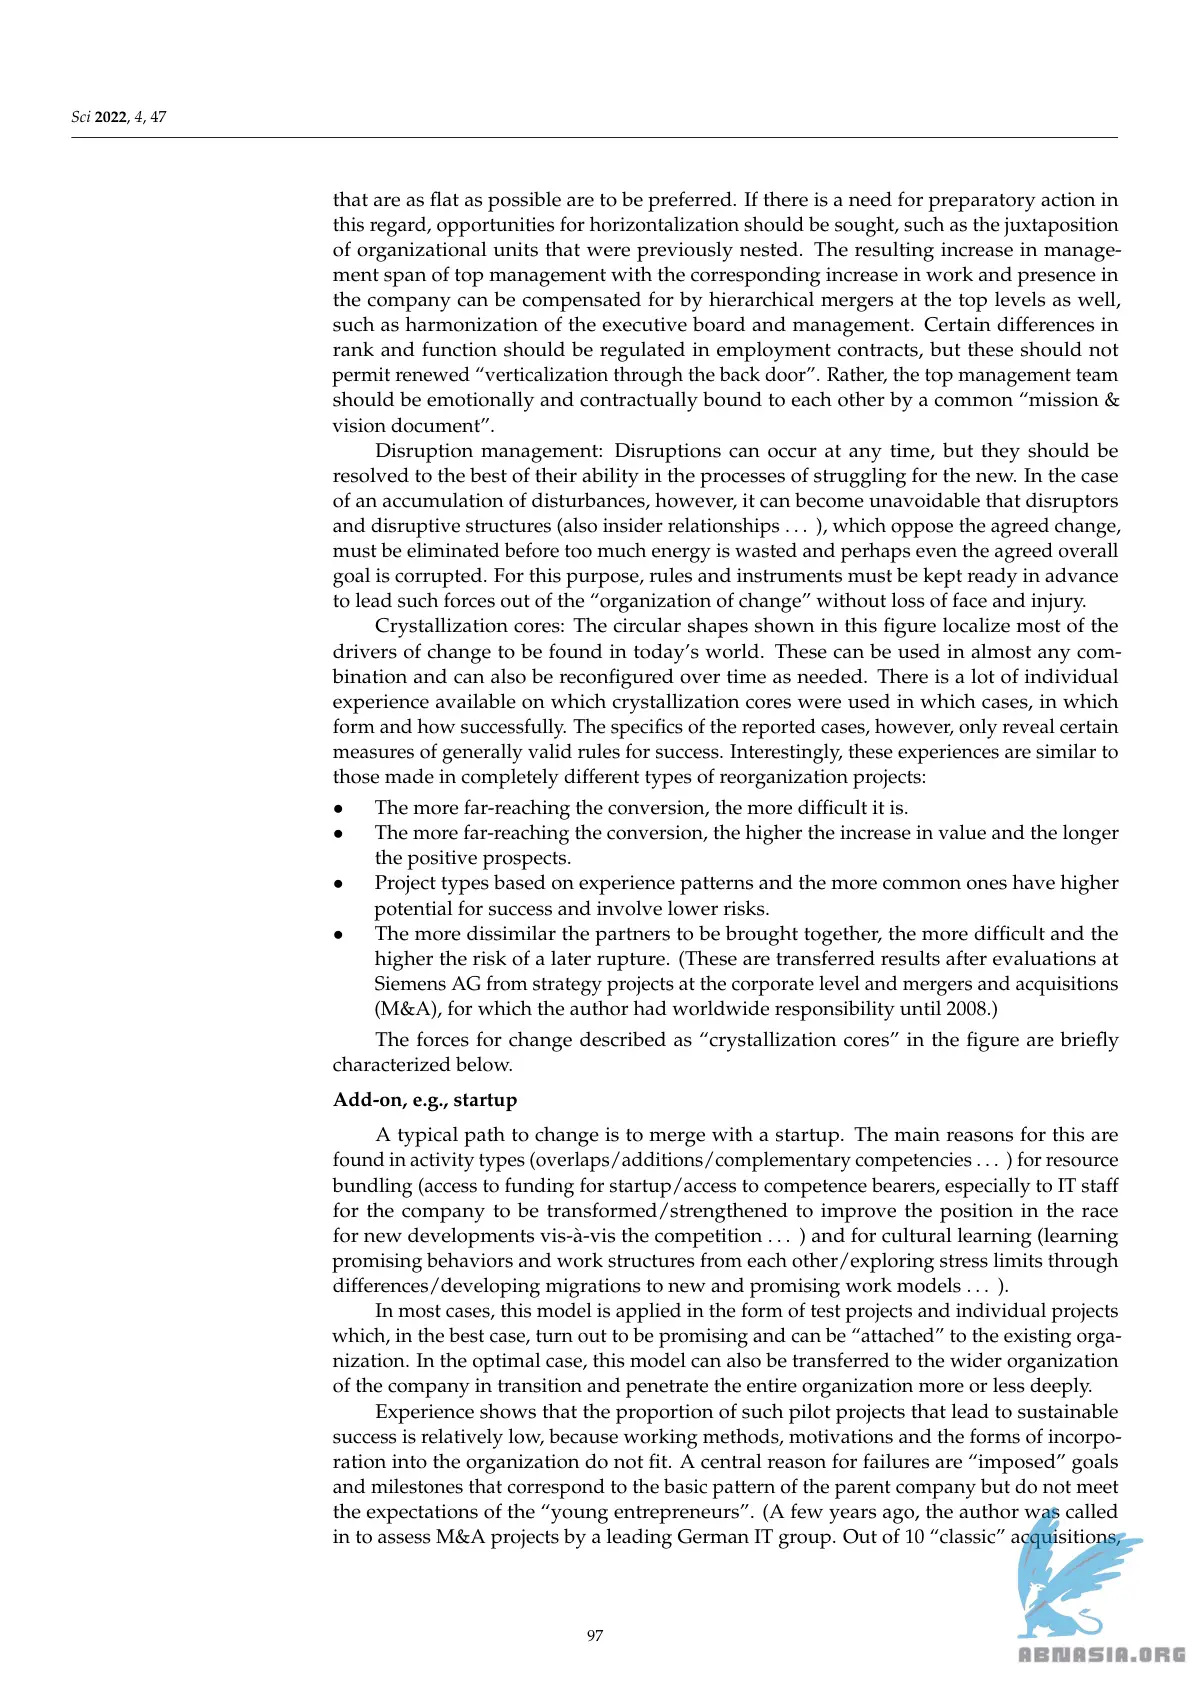 Sci 2022, 4, 47
that are as flat as possible are to be preferred. If there is a need for preparatory action in
this regard, opportunities for horizontalization should be sought, such as the juxtaposition
of organizational units that were previously nested. The resulting increase in manage-
ment span of top management with the corresponding increase in work and presence in
the company can be compensated for by hierarchical mergers at the top levels as well,
such as harmonization of the executive board and management. Certain differences in
rank and function should be regulated in employment contracts, but these should not
permit renewed “verticalization through the back door”. Rather, the top management team
should be emotionally and contractually bound to each other by a common “mission &
vision document”.
Disruption management: Disruptions can occur at any time, but they should be
resolved to the best of their ability in the processes of struggling for the new. In the case
of an accumulation of disturbances, however, it can become unavoidable that disruptors
and disruptive structures (also insider relationships . . . ), which oppose the agreed change,
must be eliminated before too much energy is wasted and perhaps even the agreed overall
goal is corrupted. For this purpose, rules and instruments must be kept ready in advance
to lead such forces out of the “organization of change” without loss of face and injury.
Crystallization cores: The circular shapes shown in this figure localize most of the
drivers of change to be found in today’s world. These can be used in almost any com-
bination and can also be reconfigured over time as needed. There is a lot of individual
experience available on which crystallization cores were used in which cases, in which
form and how successfully. The specifics of the reported cases, however, only reveal certain
measures of generally valid rules for success. Interestingly, these experiences are similar to
those made in completely different types of reorganization projects:
● The more far-reaching the conversion, the more difficult it is.
● The more far-reaching the conversion, the higher the increase in value and the longer
the positive prospects.
● Project types based on experience patterns and the more common ones have higher
potential for success and involve lower risks.
● The more dissimilar the partners to be brought together, the more difficult and the
higher the risk of a later rupture. (These are transferred results after evaluations at
Siemens AG from strategy projects at the corporate level and mergers and acquisitions
(M&A), for which the author had worldwide responsibility until 2008.)
The forces for change described as “crystallization cores” in the figure are briefly
characterized below.
Add-on, e.g., startup
A typical path to change is to merge with a startup. The main reasons for this are
found in activity types (overlaps/additions/complementary competencies . . . ) for resource
bundling (access to funding for startup/access to competence bearers, especially to IT staff
for the company to be transformed/strengthened to improve the position in the race
for new developments vis-à-vis the competition . . . ) and for cultural learning (learning
promising behaviors and work structures from each other/exploring stress limits through
differences/developing migrations to new and promising work models . . . ).
In most cases, this model is applied in the form of test projects and individual projects
which, in the best case, turn out to be promising and can be “attached” to the existing orga-
nization. In the optimal case, this model can also be transferred to the wider organization
of the company in transition and penetrate the entire organization more or less deeply.
Experience shows that the proportion of such pilot projects that lead to sustainable
success is relatively low, because working methods, motivations and the forms of incorpo-
ration into the organization do not fit. A central reason for failures are “imposed” goals
and milestones that correspond to the basic pattern of the parent company but do not meet
the expectations of the “young entrepreneurs”. (A few years ago, the author was called
in to assess M&A projects by a leading German IT group. Out of 10 “classic” acquisitions,
97
ABNASIA.ORG